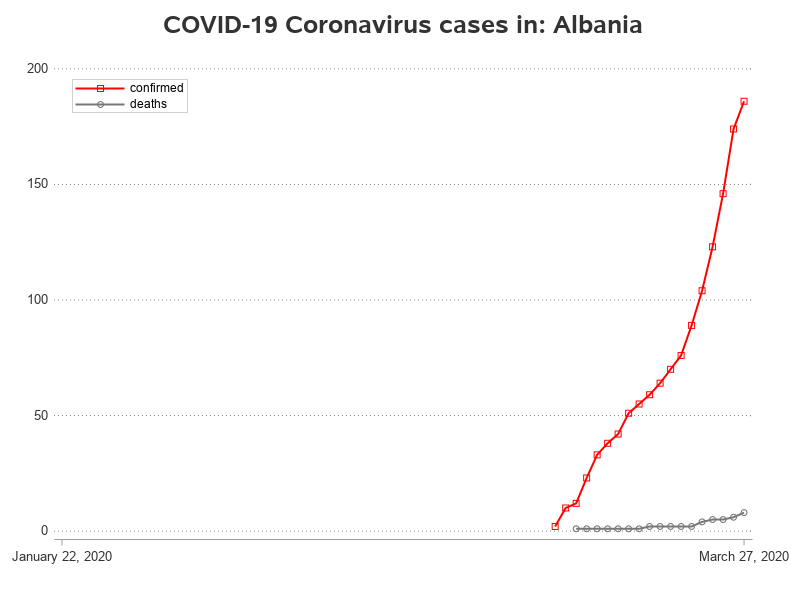 COVID-19 Coronavirus cases in: Albania
200
confirmed
deaths
150
100
50
0
January 22, 2020
March 27, 2020